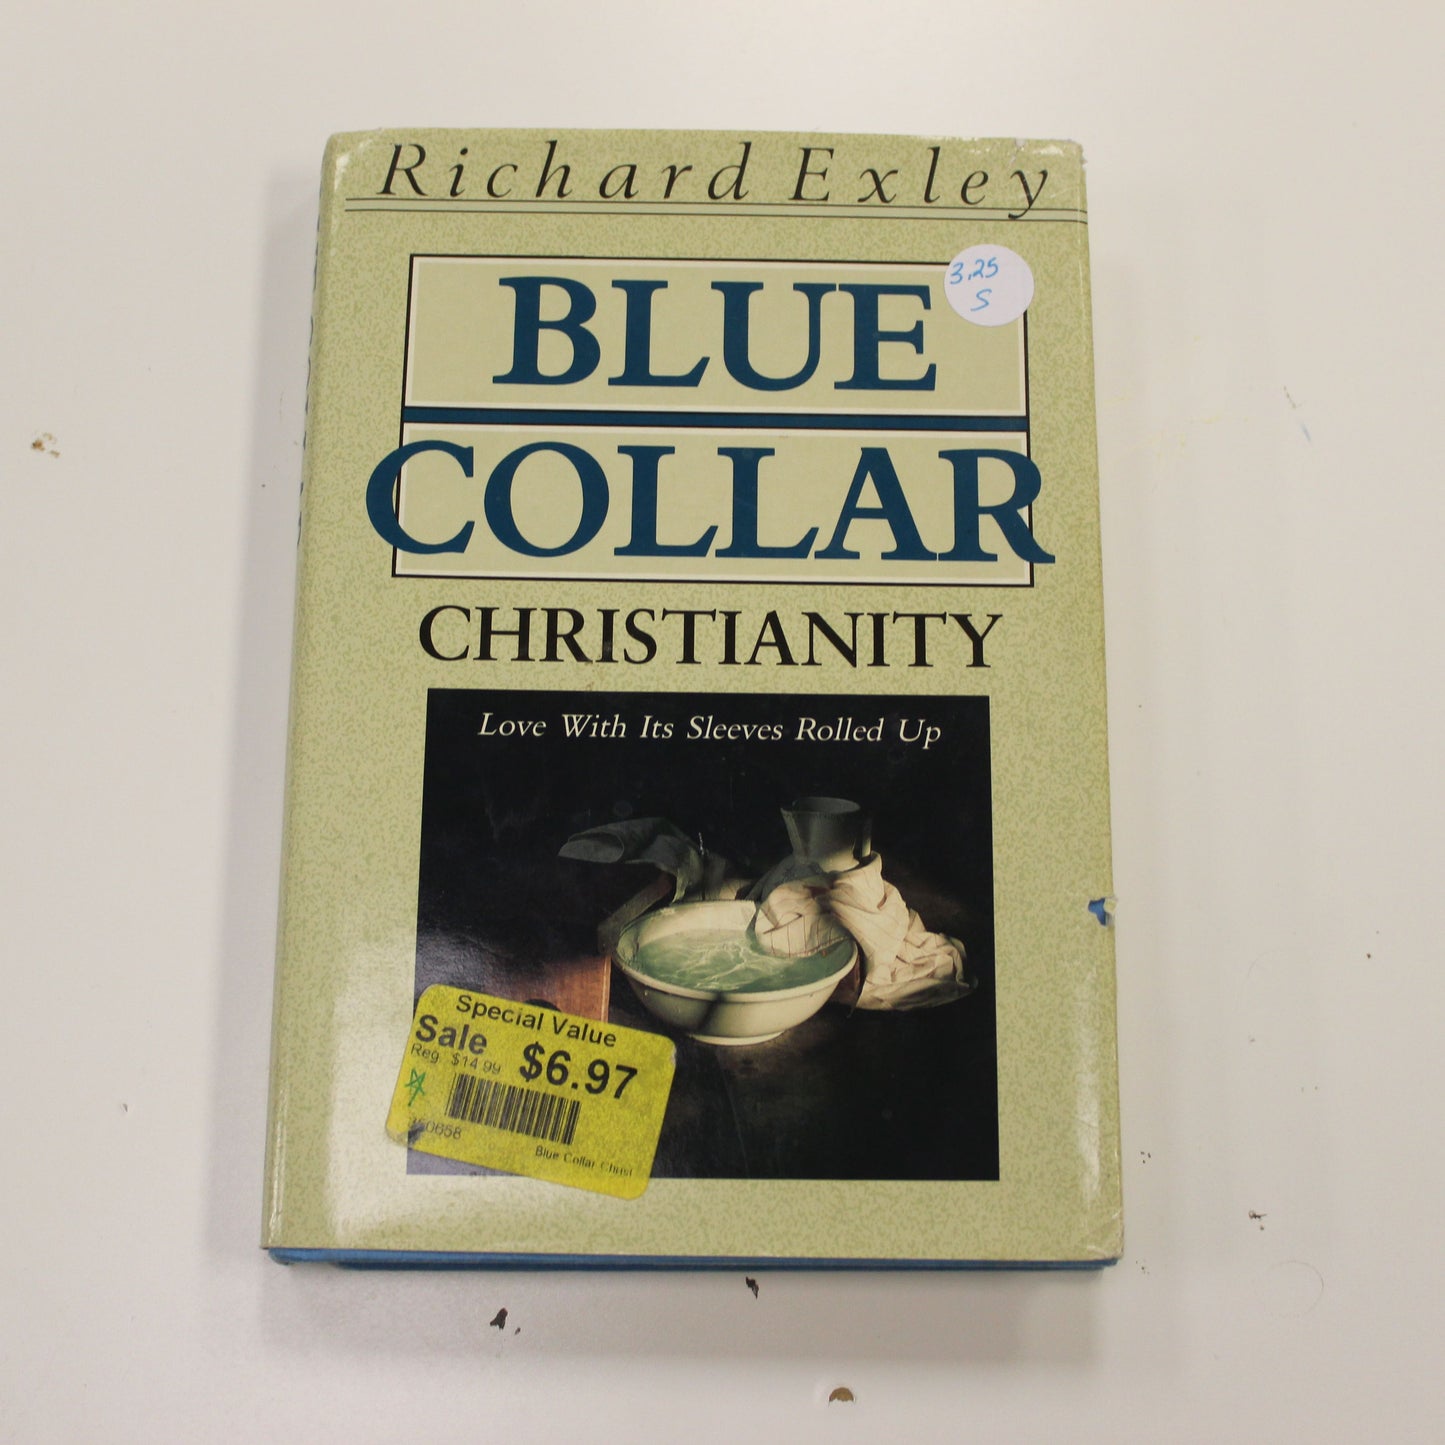 Richard Exley
3.25
S
BLUE
COLLAR
CHRISTIANITY
Love With Its Sleeves Rolled Up
Special Value
Sale $6.97
Reg $14.99
Blue Collar Christ